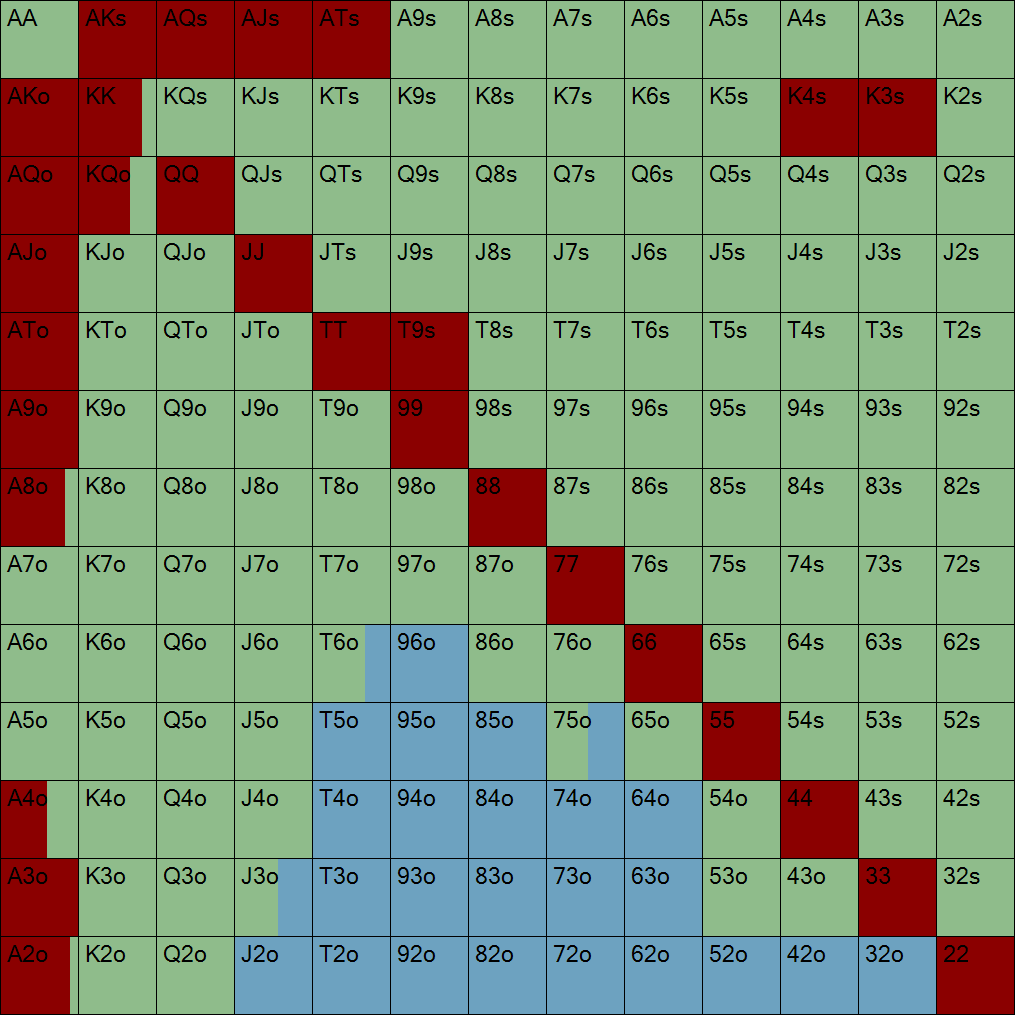 AA AKs AQs AJs ATs A9s A8s A7s A6s A5s A4s A3s A2s
AKo KK KQs KJs KTs K9s K8s K7s K6s K5s K4s K3s K2s
AQo KQo QQ QJs QTs Q9s Q8s Q7s Q6s Q5s Q4s Q3s Q2s
AJo KJo QJo JJ JTs J9s J8s J7s J6s J5s J4s J3s J2s
ATo KTo QTo JTo TT T9s T8s T7s T6s T5s T4s T3s T2s
A9o K9o Q9o J9o T9o 99 98s 97s 96s 95s 94s 93s 92s
A8o K8o Q8o J8o T8o 98o 88 87s 86s 85s 84s 83s 82s
A7o K7o Q7o J7o T7o 97o 87o 77 76s 75s 74s 73s 72s
A6o K6o Q6o J6o T6o 96o 86o 76o 66 65s 64s 63s 62s
A5o K5o Q5o J5o T5o 95o 85o 75o 65o 55 54s 53s 52s
A4o K4o Q4o J4o T4o 94o 84o 74o 64o 54o 44 43s 42s
A3o K3o Q3o J3o T3o 93o 83o 73o 63o 53o 43o 33 32s
A2o K2o Q2o J2o T2o 92o 82o 72o 62o 52o 42o 32o 22